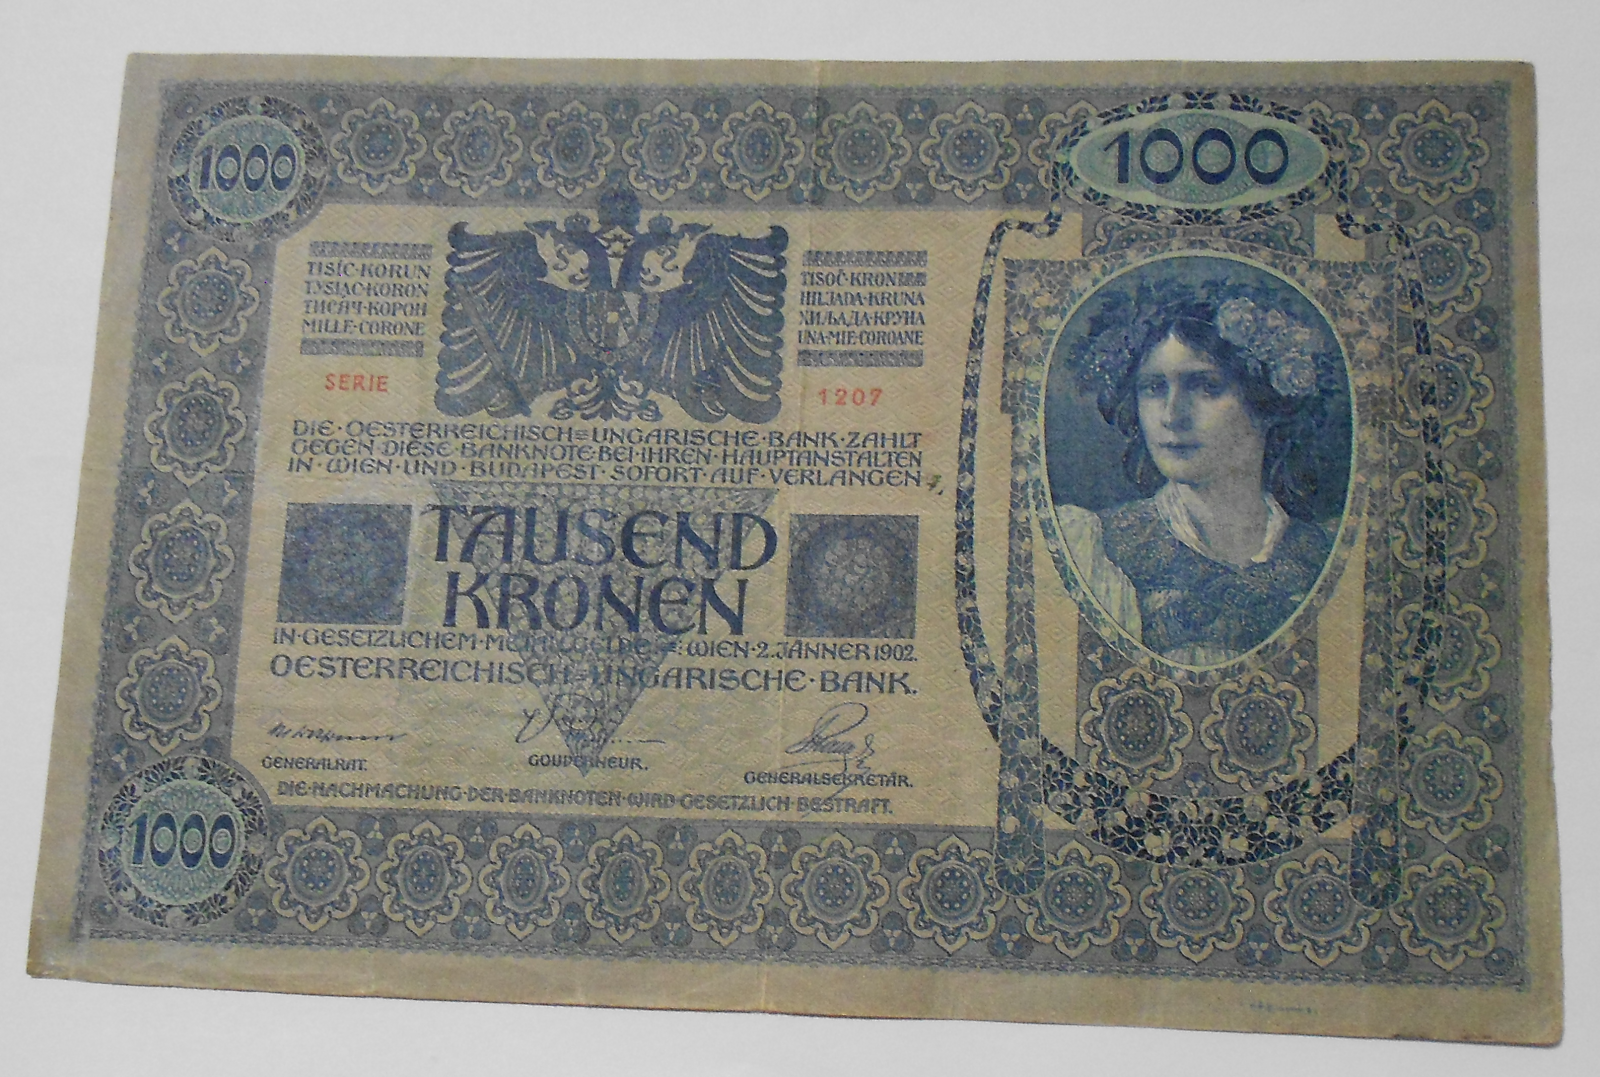 1000
1000
TISÍC·KORUN
TYSIĄC·KORON
ТИСЯЧ·КОРОН
MILLE·CORONE
TISOČ·KRON
HILJADA·KRUNA
ХИЉАДА·КРУНА
UNA·MIE·COROANE
SERIE
1207
DIE·OESTERREICHISCH=UNGARISCHE·BANK·ZAHLT
GEGEN·DIESE·BANKNOTE·BEI·IHREN·HAUPTANSTALTEN
IN·WIEN·UND·BUDAPEST·SOFORT·AUF·VERLANGEN
TAUSEND
KRONEN
IN·GESETZLICHEM·METALLGELDE=:WIEN·2.JÄNNER 1902.
OESTERREICHISCH=UNGARISCHE·BANK.
GENERALRAT.
GOUVERNEUR.
GENERALSEKRETÄR.
DIE·NACHMACHUNG·DER·BANKNOTEN·WIRD·GESETZLICH·BESTRAFT.
1000